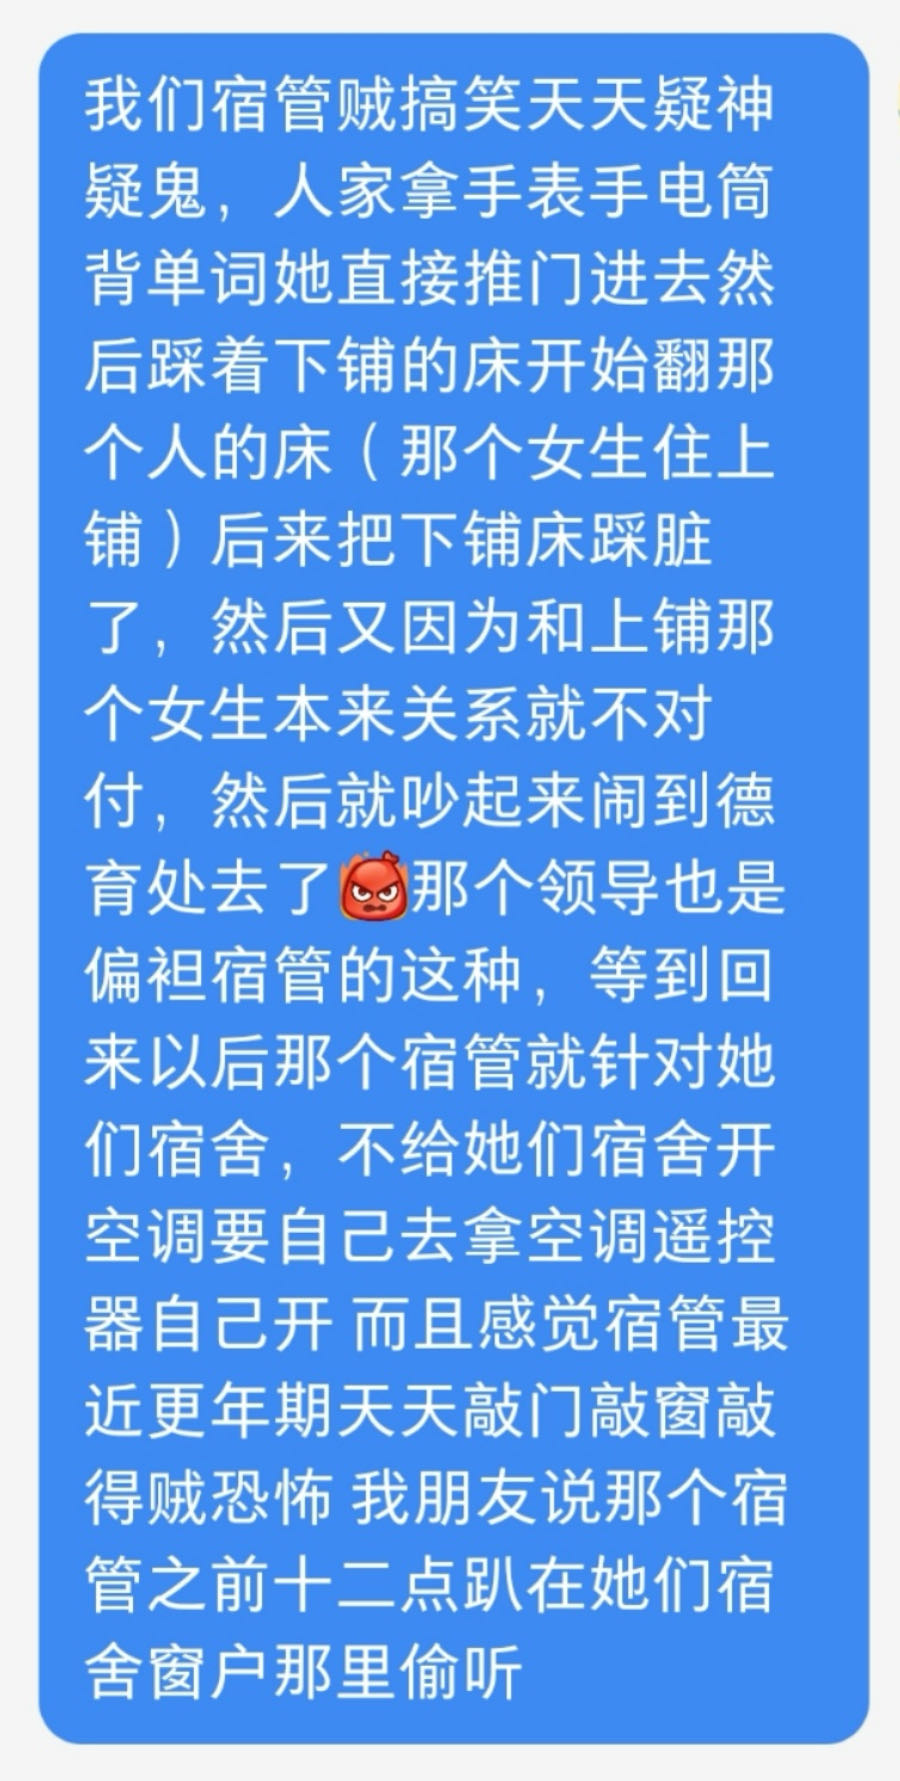 我们宿管贼搞笑天天疑神
疑鬼，人家拿手表手电筒
背单词她直接推门进去然
后踩着下铺的床开始翻那
个人的床（那个女生住上
铺）后来把下铺床踩脏
了，然后又因为和上铺那
个女生本来关系就不对
付，然后就吵起来闹到德
育处去了那个领导也是
偏袒宿管的这种，等到回
来以后那个宿管就针对她
们宿舍，不给她们宿舍开
空调要自己去拿空调遥控
器自己开 而且感觉宿管最
近更年期天天敲门敲窗敲
得贼恐怖 我朋友说那个宿
管之前十二点趴在她们宿
舍窗户那里偷听